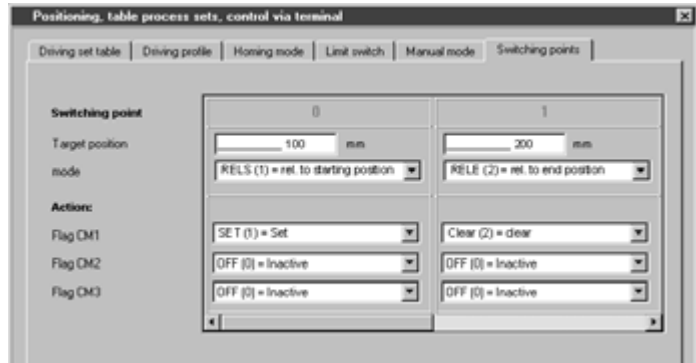 Positioning, table process sets, control via terminal
Driving set table Driving profile Homing mode Limit switch Manual mode Switching points
Switching point 0 1
Target position 100 mm 200 mm
mode RELS (1) = rel. to starting position RELE (2) = rel. to end position
Action:
Flag CM1 SET (1) = Set Clear (2) = clear
Flag CM2 OFF (0) = Inactive OFF (0) = Inactive
Flag CM3 OFF (0) = Inactive OFF (0) = Inactive